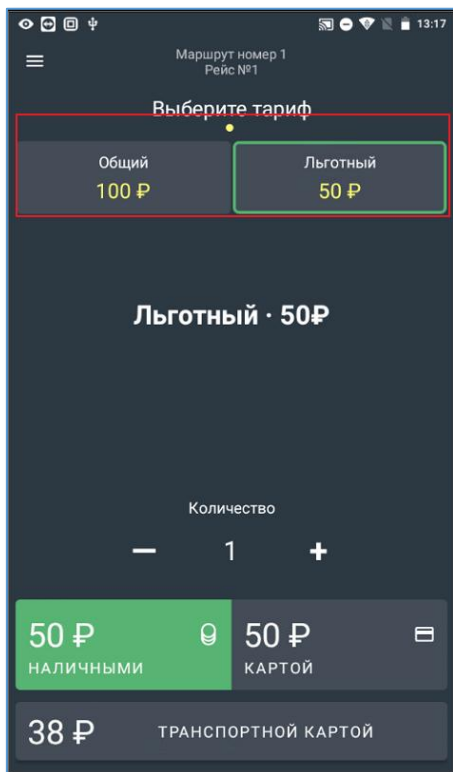 13:17
Маршрут номер 1
Рейс №1
Выберите тариф
Общий
100 ₽
Льготный
50 ₽
Льготный · 50₽
Количество
1
50 ₽
НАЛИЧНЫМИ
50 ₽
КАРТОЙ
38 ₽
ТРАНСПОРТНОЙ КАРТОЙ